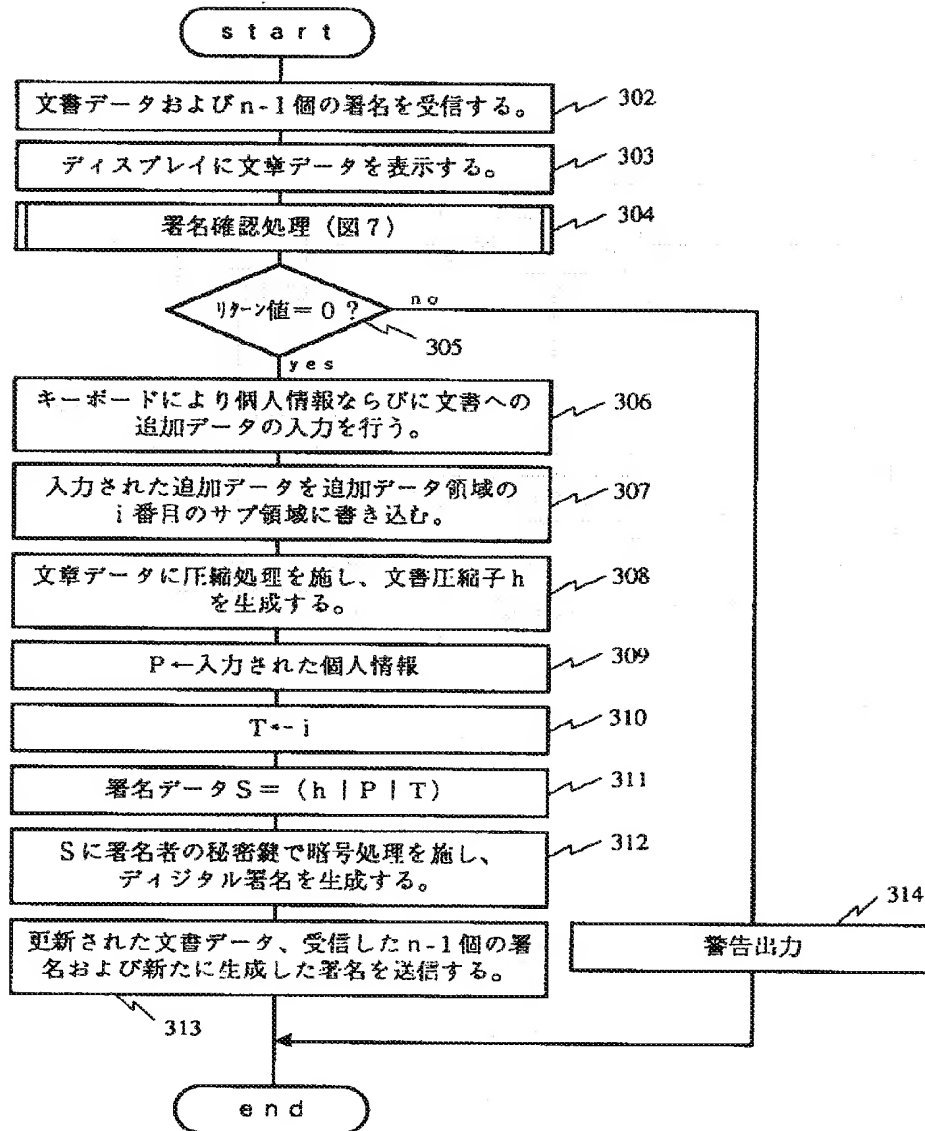 start
文書データおよびn-1個の署名を受信する。
302
ディスプレイに文章データを表示する。
303
署名確認処理(図7)
304
リターン値=0?
no
305
yes
キーボードにより個人情報ならびに文書への
追加データの入力を行う。
306
入力された追加データを追加データ領域の
i番目のサブ領域に書き込む。
307
文章データに圧縮処理を施し、文書圧縮子h
を生成する。
308
P←入力された個人情報
309
T←i
310
署名データS=(h|P|T)
311
Sに署名者の秘密鍵で暗号処理を施し、
ディジタル署名を生成する。
312
更新された文書データ、受信したn-1個の署
名および新たに生成した署名を送信する。
313
警告出力
314
end